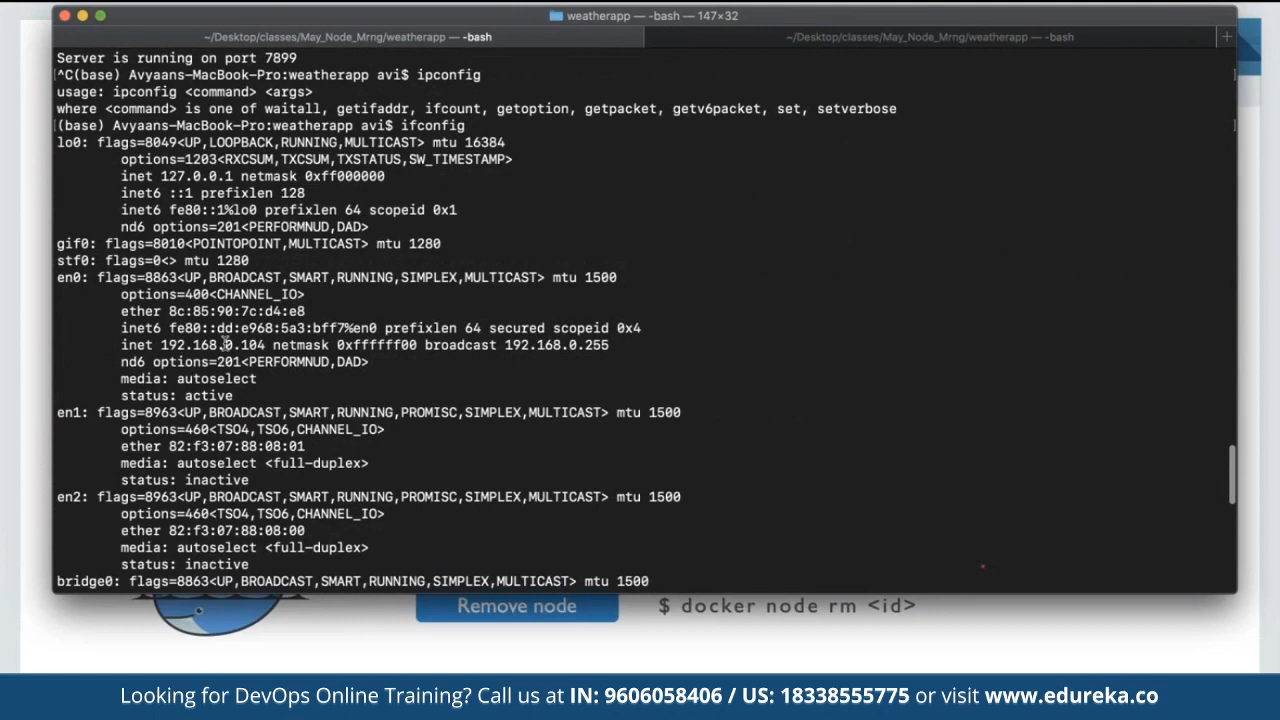 weatherapp — -bash — 147×32
~/Desktop/classes/May_Node_Mrng/weatherapp — -bash
~/Desktop/classes/May_Node_Mrng/weatherapp — -bash
Server is running on port 7899
^C(base) Avyaans-MacBook-Pro:weatherapp avi$ ipconfig
usage: ipconfig <command> <args>
where <command> is one of waitall, getifaddr, ifcount, getoption, getpacket, getv6packet, set, setverbose
(base) Avyaans-MacBook-Pro:weatherapp avi$ ifconfig
lo0: flags=8049<UP,LOOPBACK,RUNNING,MULTICAST> mtu 16384
options=1203<RXCSUM,TXCSUM,TXSTATUS,SW_TIMESTAMP>
inet 127.0.0.1 netmask 0xff000000
inet6 ::1 prefixlen 128
inet6 fe80::1%lo0 prefixlen 64 scopeid 0x1
nd6 options=201<PERFORMNUD,DAD>
gif0: flags=8010<POINTOPOINT,MULTICAST> mtu 1280
stf0: flags=0<> mtu 1280
en0: flags=8863<UP,BROADCAST,SMART,RUNNING,SIMPLEX,MULTICAST> mtu 1500
options=400<CHANNEL_IO>
ether 8c:85:90:7c:d4:e8
inet6 fe80::dd:e968:5a3:bff7%en0 prefixlen 64 secured scopeid 0x4
inet 192.168.0.104 netmask 0xffffff00 broadcast 192.168.0.255
nd6 options=201<PERFORMNUD,DAD>
media: autoselect
status: active
en1: flags=8963<UP,BROADCAST,SMART,RUNNING,PROMISC,SIMPLEX,MULTICAST> mtu 1500
options=460<TSO4,TSO6,CHANNEL_IO>
ether 82:f3:07:88:08:01
media: autoselect <full-duplex>
status: inactive
en2: flags=8963<UP,BROADCAST,SMART,RUNNING,PROMISC,SIMPLEX,MULTICAST> mtu 1500
options=460<TSO4,TSO6,CHANNEL_IO>
ether 82:f3:07:88:08:00
media: autoselect <full-duplex>
status: inactive
bridge0: flags=8863<UP,BROADCAST,SMART,RUNNING,SIMPLEX,MULTICAST> mtu 1500
Remove node $ docker node rm <id>
Looking for DevOps Online Training? Call us at IN: 9606058406 / US: 18338555775 or visit www.edureka.co